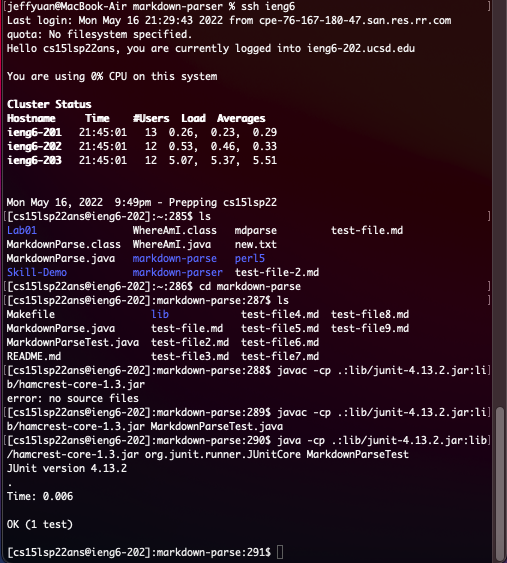 [jeffyuan@MacBook-Air markdown-parser % ssh ieng6
Last login: Mon May 16 21:29:43 2022 from cpe-76-167-180-47.san.res.rr.com
quota: No filesystem specified.
Hello cs15lsp22ans, you are currently logged into ieng6-202.ucsd.edu

You are using 0% CPU on this system

Cluster Status
Hostname     Time    #Users  Load  Averages
ieng6-201   21:45:01   13  0.26,  0.23,  0.29
ieng6-202   21:45:01   12  0.53,  0.46,  0.33
ieng6-203   21:45:01   12  5.07,  5.37,  5.51

Mon May 16, 2022  9:49pm - Prepping cs15lsp22
[[cs15lsp22ans@ieng6-202]:~:285$ ls                                        ]
Lab01                WhereAmI.class  mdparse         test-file.md
MarkdownParse.class  WhereAmI.java   new.txt
MarkdownParse.java   markdown-parse  perl5
Skill-Demo           markdown-parser test-file-2.md
[[cs15lsp22ans@ieng6-202]:~:286$ cd markdown-parse                         ]
[[cs15lsp22ans@ieng6-202]:markdown-parse:287$ ls                           ]
Makefile                lib            test-file4.md  test-file8.md
MarkdownParse.java      test-file.md   test-file5.md  test-file9.md
MarkdownParseTest.java  test-file2.md  test-file6.md
README.md               test-file3.md  test-file7.md
[[cs15lsp22ans@ieng6-202]:markdown-parse:288$ javac -cp .:lib/junit-4.13.2.jar:li]
b/hamcrest-core-1.3.jar
error: no source files
[[cs15lsp22ans@ieng6-202]:markdown-parse:289$ javac -cp .:lib/junit-4.13.2.jar:li]
b/hamcrest-core-1.3.jar MarkdownParseTest.java
[[cs15lsp22ans@ieng6-202]:markdown-parse:290$ java -cp .:lib/junit-4.13.2.jar:lib]
/hamcrest-core-1.3.jar org.junit.runner.JUnitCore MarkdownParseTest
JUnit version 4.13.2
.
Time: 0.006

OK (1 test)

[cs15lsp22ans@ieng6-202]:markdown-parse:291$